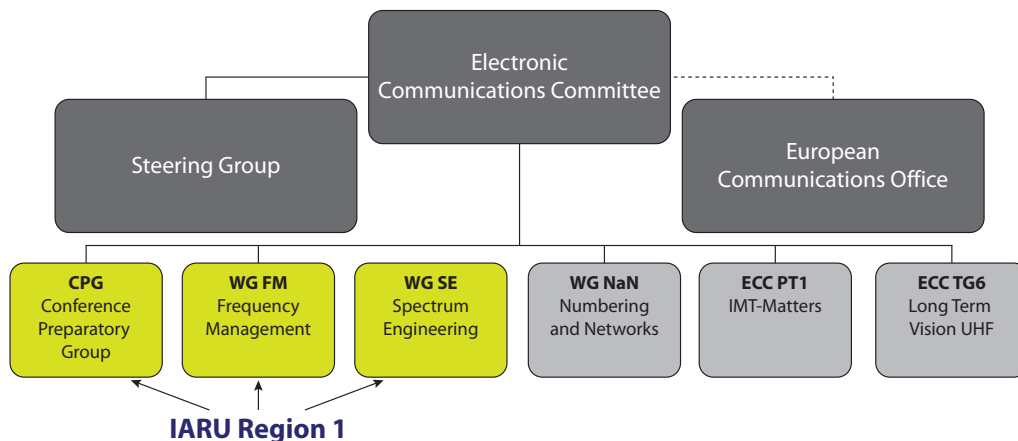 Electronic
Communications Committee
Steering Group
European
Communications Office
CPG
Conference
Preparatory
Group
WG FM
Frequency
Management
WG SE
Spectrum
Engineering
WG NaN
Numbering
and Networks
ECC PT1
IMT-Matters
ECC TG6
Long Term
Vision UHF
IARU Region 1